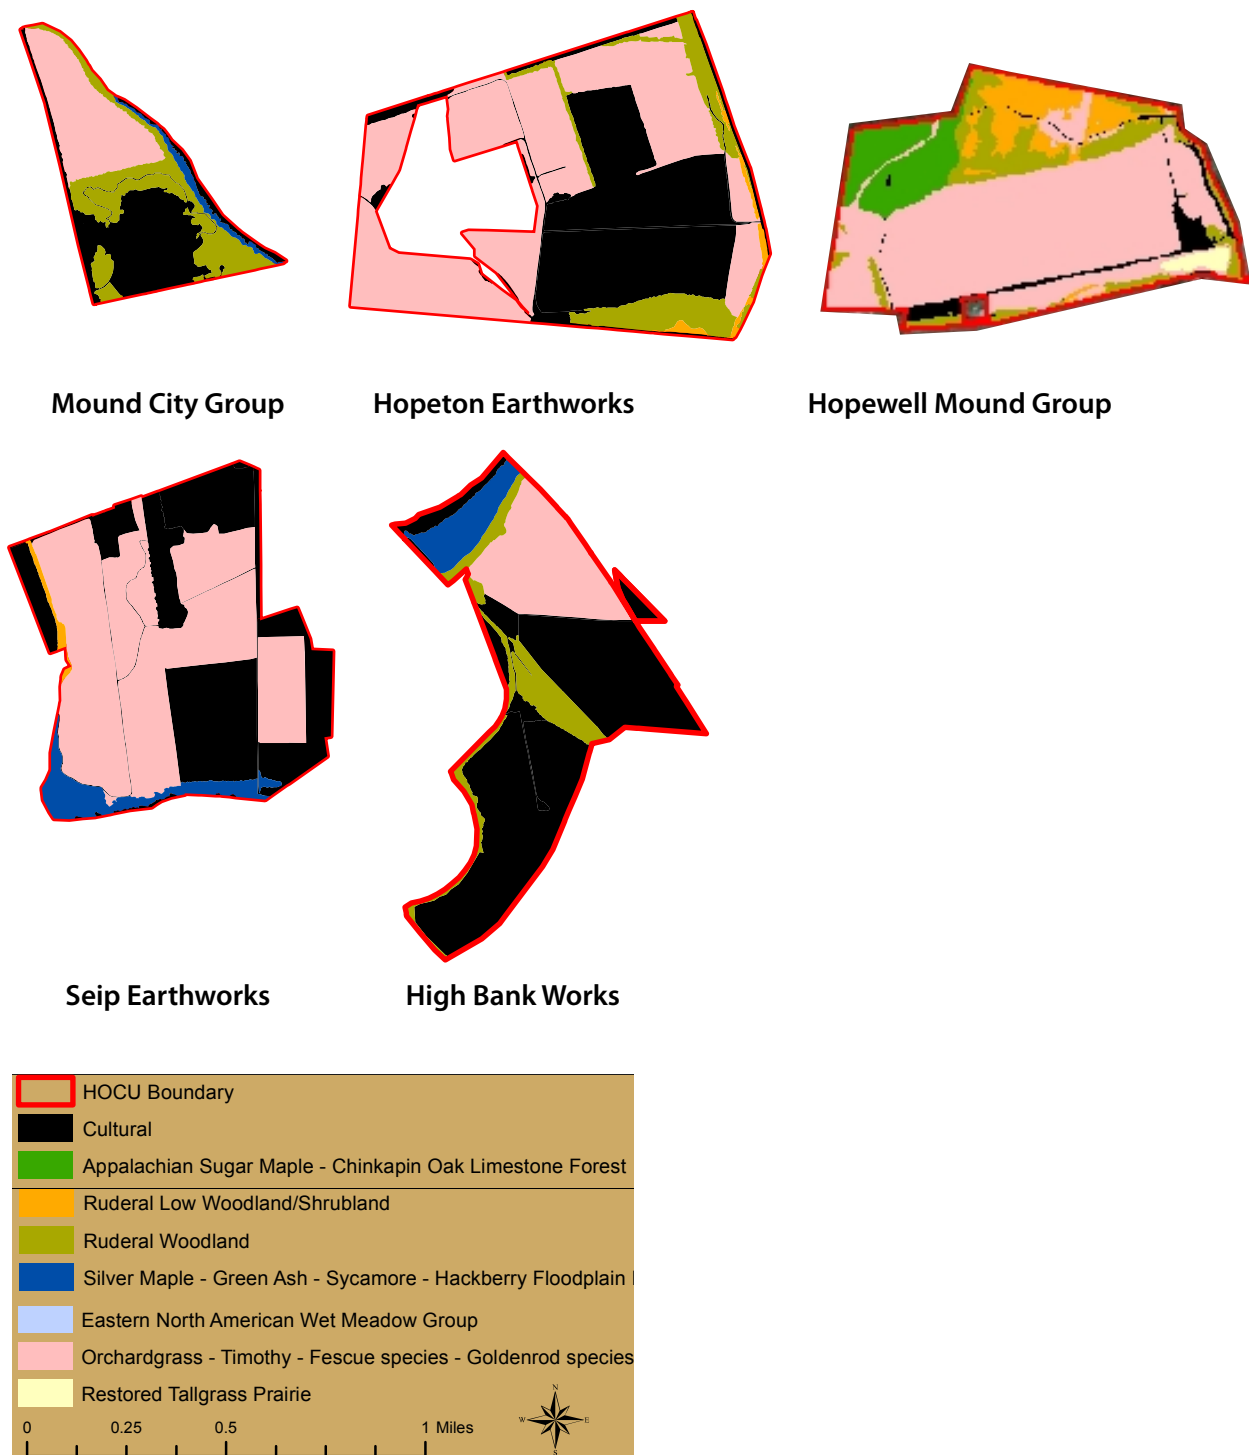 Mound City Group
Hopeton Earthworks
Hopewell Mound Group
Seip Earthworks
High Bank Works
HOCU Boundary
Cultural
Appalachian Sugar Maple - Chinkapin Oak Limestone Forest
Ruderal Low Woodland/Shrubland
Ruderal Woodland
Silver Maple - Green Ash - Sycamore - Hackberry Floodplain
Eastern North American Wet Meadow Group
Orchardgrass - Timothy - Fescue species - Goldenrod species
Restored Tallgrass Prairie
N
W E
S
0 0.25 0.5 1 Miles